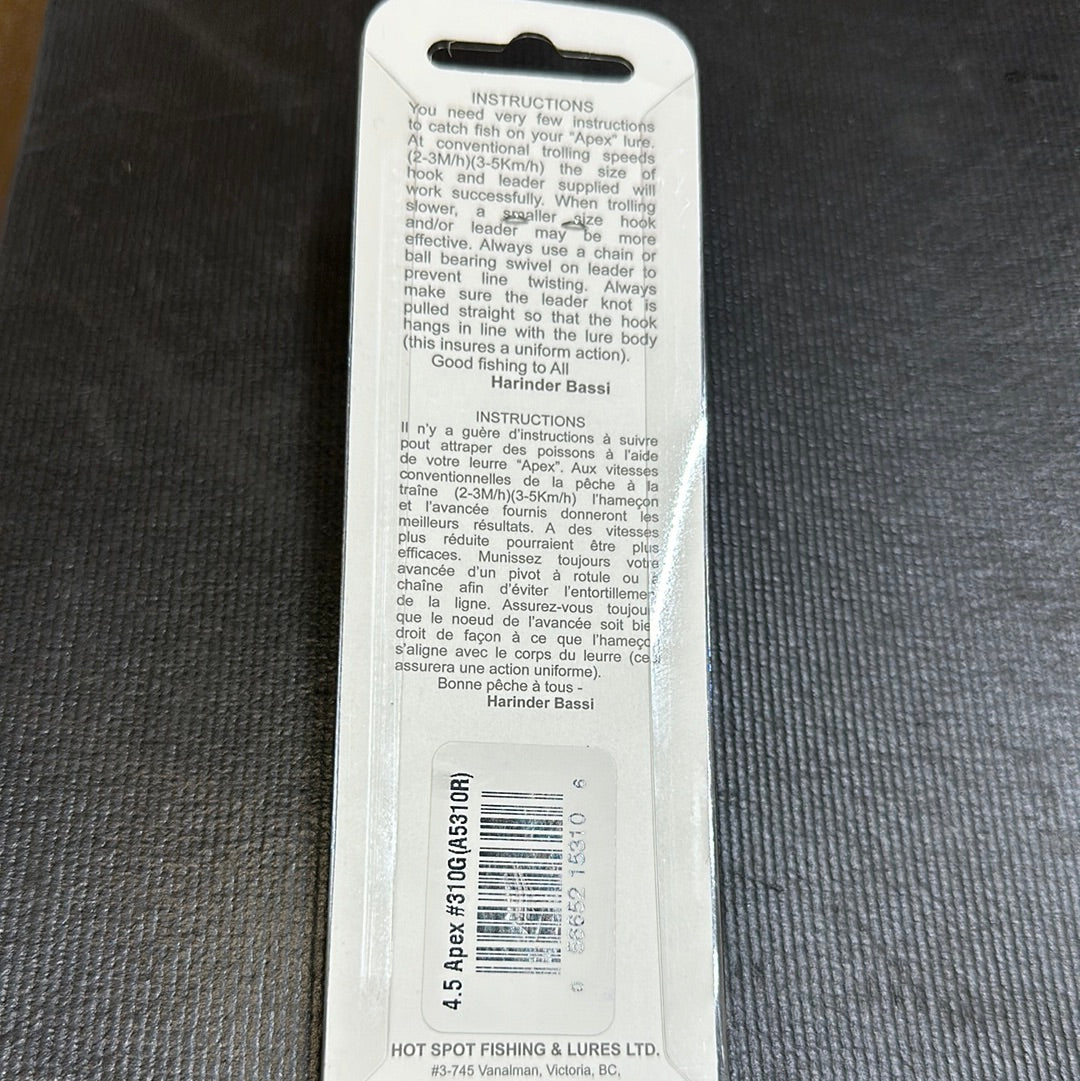 INSTRUCTIONS
You need very few instructions
to catch fish on your "Apex" lure.
At conventional trolling speeds
(2-3M/h)(3-5Km/h) the size of
hook and leader supplied will
work successfully. When trolling
slower, a smaller size hook
and/or leader may be more
effective. Always use a chain or
ball bearing swivel on leader to
prevent line twisting. Always
make sure the leader knot is
pulled straight so that the hook
hangs in line with the lure body
(this insures a uniform action).
Good fishing to All
Harinder Bassi
INSTRUCTIONS
Il n'y a guère d'instructions à suivre
pout attraper des poissons à l'aide
de votre leurre "Apex". Aux vitesses
conventionnelles de la pêche à la
traîne (2-3M/h)(3-5Km/h) l'hameçon
et l'avancée fournis donneront les
meilleurs résultats. A des vitesses
plus réduite pourraient être plus
efficaces. Munissez toujours votre
avancée d'un pivot à rotule ou à
chaîne afin d'éviter l'entortilleme
de la ligne. Assurez-vous toujou
que le noeud de l'avancée soit bie
droit de façon à ce que l'hameço
s'aligne avec le corps du leurre (ce
assurera une action uniforme).
Bonne pêche à tous -
Harinder Bassi
4.5 Apex #310G(A5310R)
0 56652 15310 6
HOT SPOT FISHING & LURES LTD.
#3-745 Vanalman, Victoria, BC,